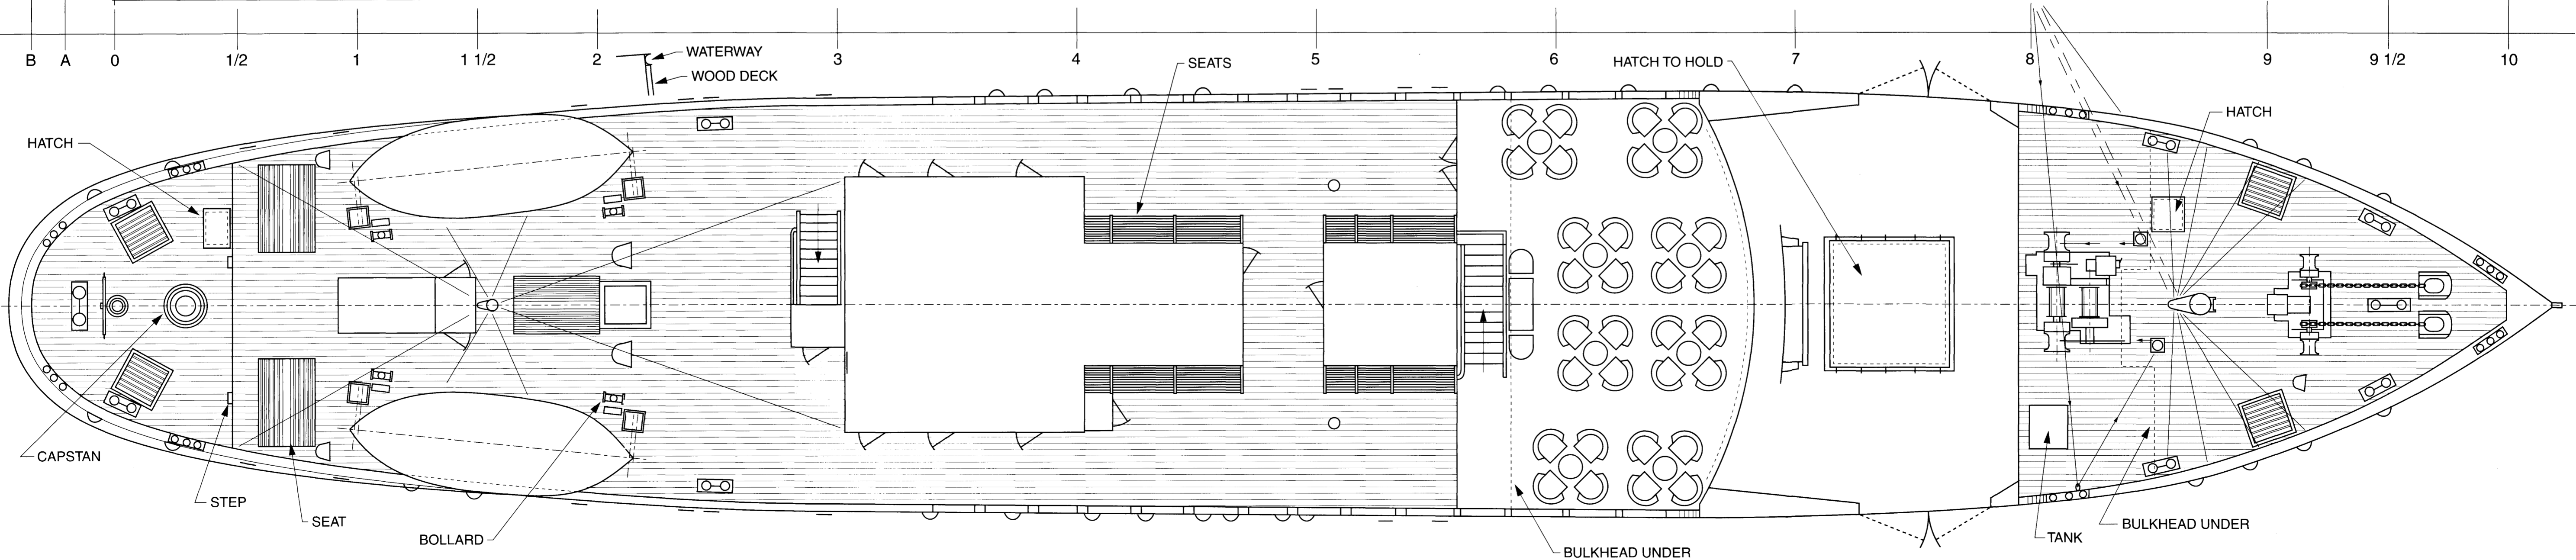 B A 0 1/2 1 1 1/2 2 3 4 5 6 7 8 9 9 1/2 10
WATERWAY
WOOD DECK
SEATS
HATCH TO HOLD
HATCH
HATCH
CAPSTAN
STEP
SEAT
BOLLARD
BULKHEAD UNDER
TANK
BULKHEAD UNDER